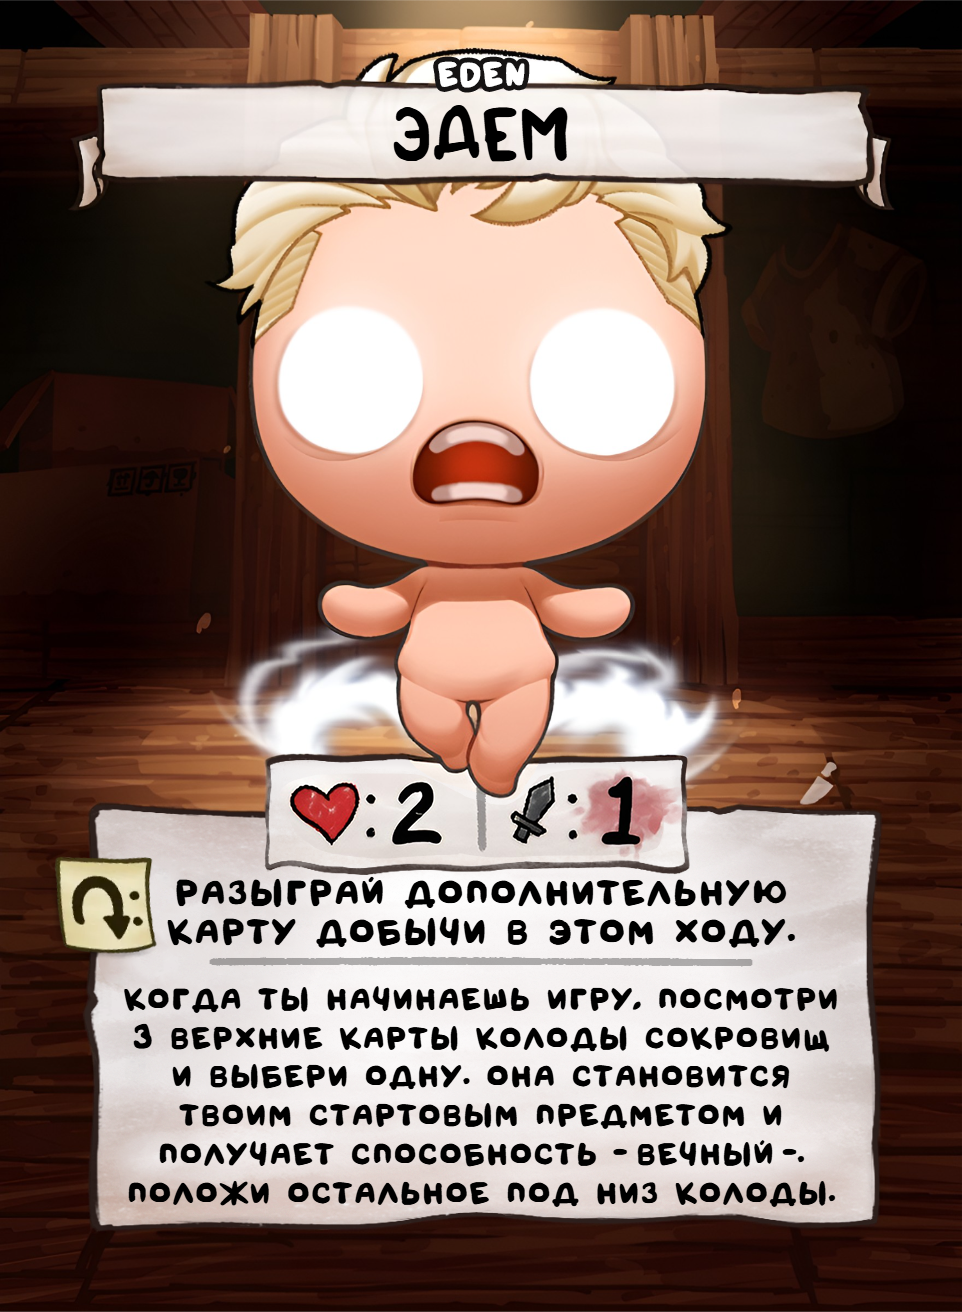 EDEN
ЭДЕМ
:2 :1
РАЗЫГРАЙ ДОПОЛНИТЕЛЬНУЮ
КАРТУ ДОБЫЧИ В ЭТОМ ХОДУ.
КОГДА ТЫ НАЧИНАЕШЬ ИГРУ, ПОСМОТРИ
3 ВЕРХНИЕ КАРТЫ КОЛОДЫ СОКРОВИЩ
И ВЫБЕРИ ОДНУ. ОНА СТАНОВИТСЯ
ТВОИМ СТАРТОВЫМ ПРЕДМЕТОМ И
ПОЛУЧАЕТ СПОСОБНОСТЬ -ВЕЧНЫЙ-.
ПОЛОЖИ ОСТАЛЬНОЕ ПОД НИЗ КОЛОДЫ.